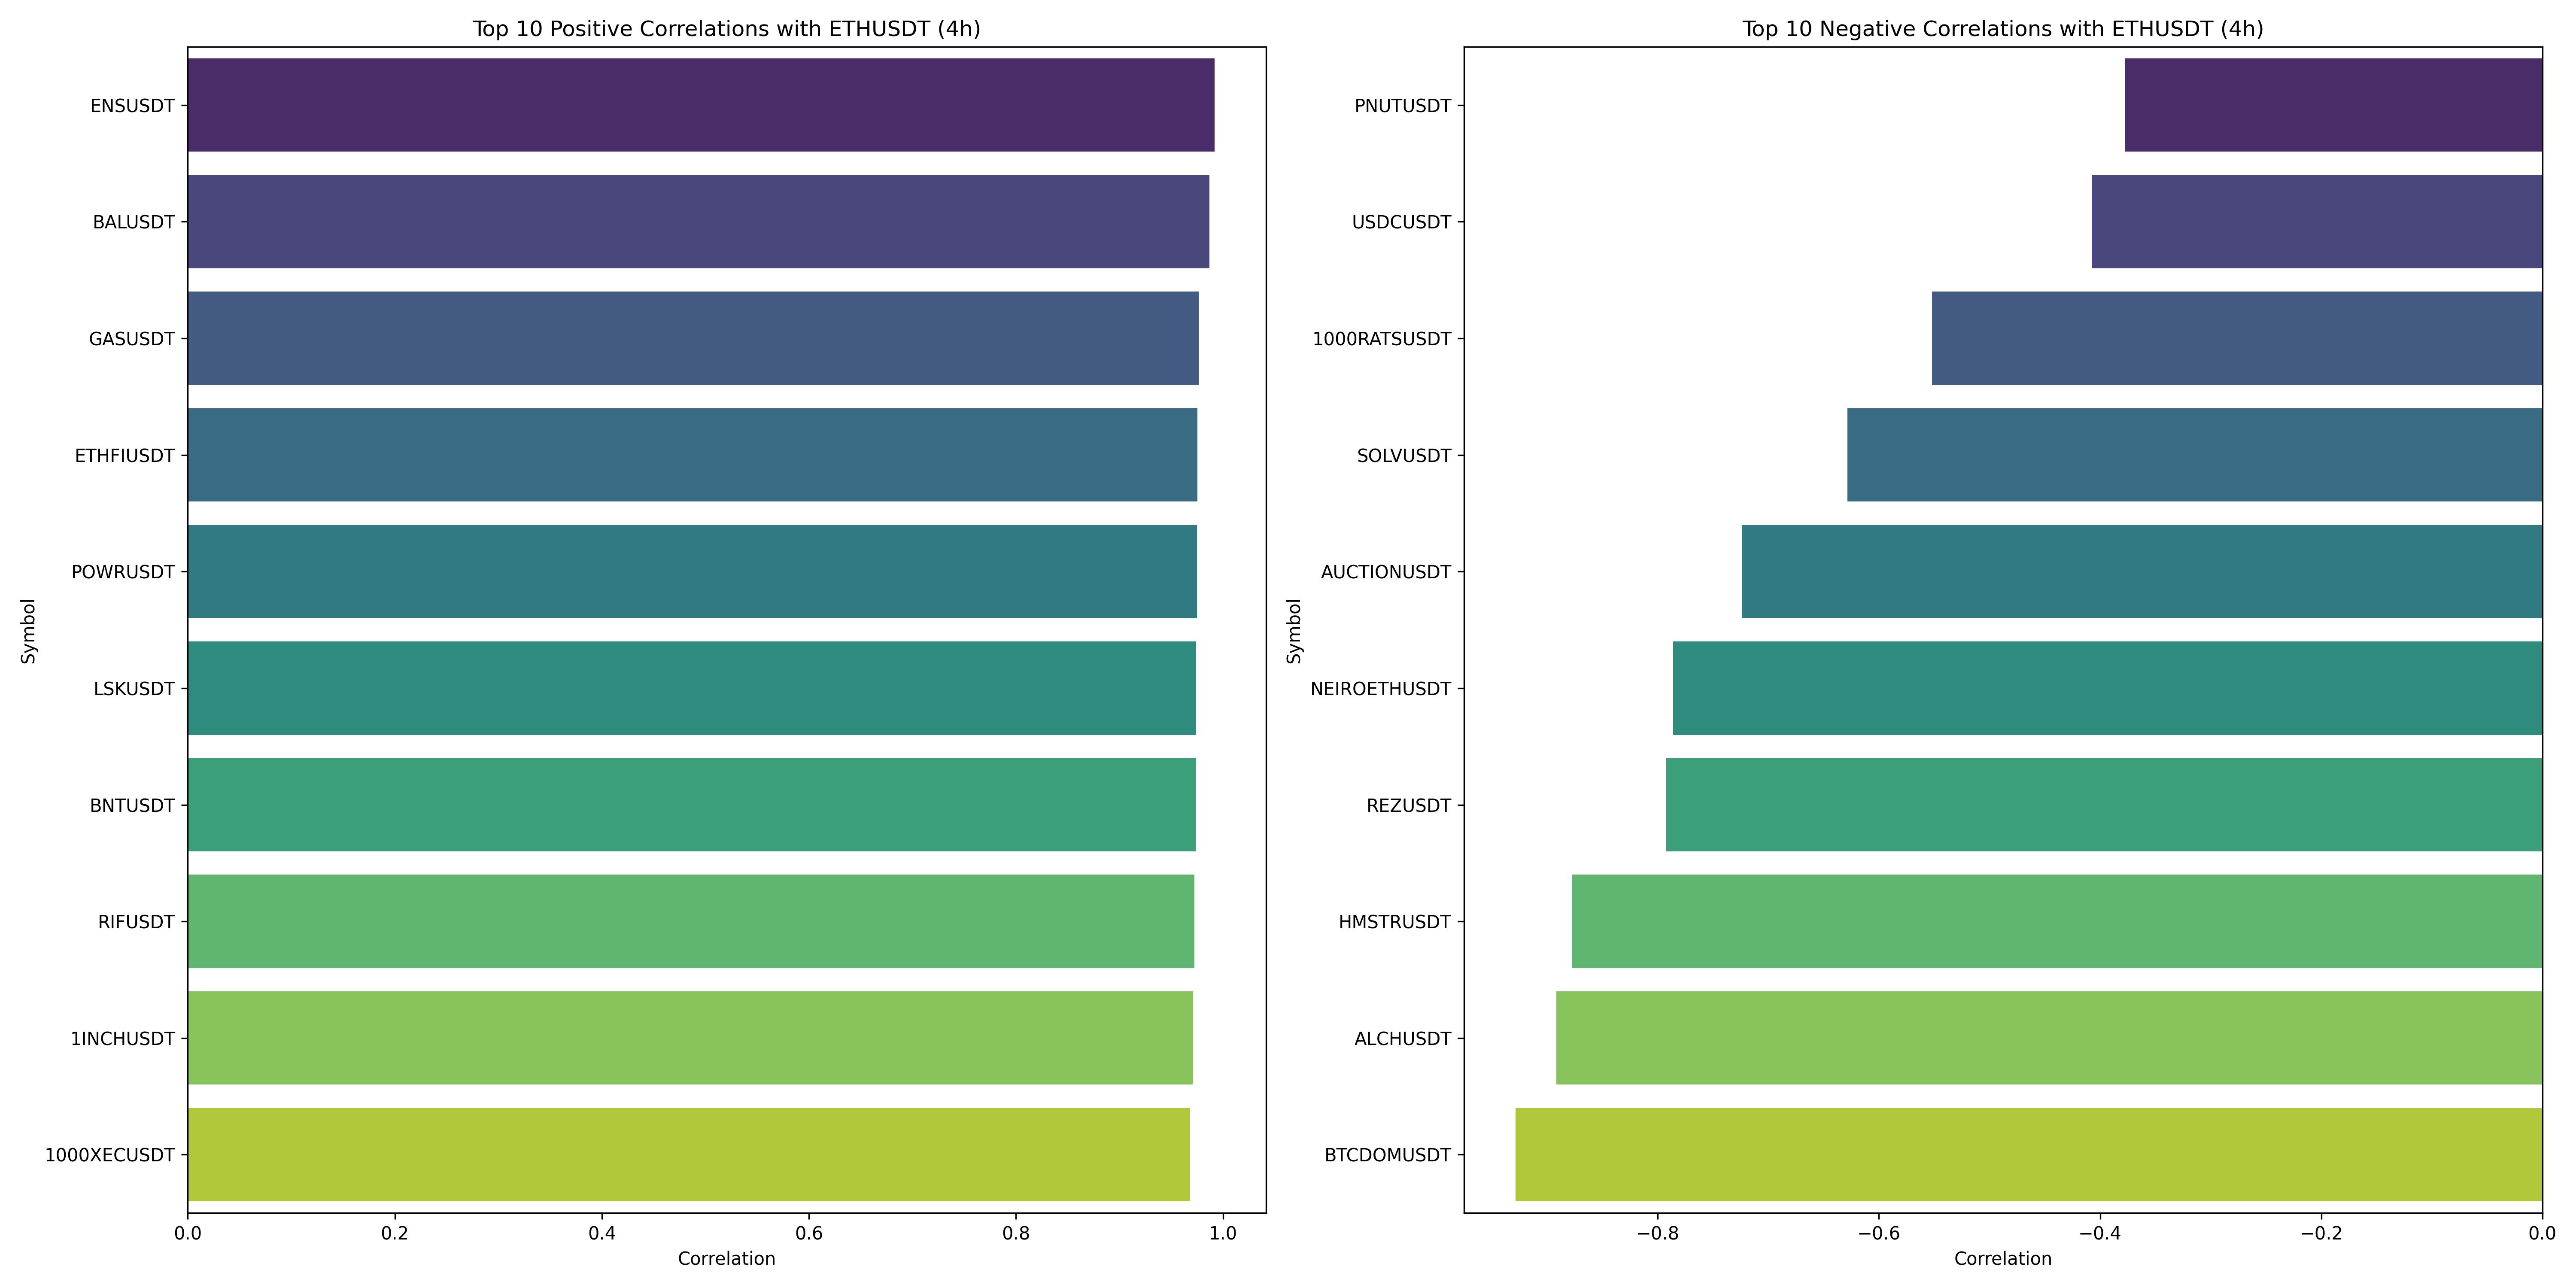 Top 10 Positive Correlations with ETHUSDT (4h)
ENSUSDT
BALUSDT
GASUSDT
ETHFIUSDT
POWRUSDT
LSKUSDT
BNTUSDT
RIFUSDT
1INCHUSDT
1000XECUSDT
Symbol
0.0 0.2 0.4 0.6 0.8 1.0
Correlation
Top 10 Negative Correlations with ETHUSDT (4h)
PNUTUSDT
USDCUSDT
1000RATSUSDT
SOLVUSDT
AUCTIONUSDT
NEIROETHUSDT
REZUSDT
HMSTRUSDT
ALCHUSDT
BTCDOMUSDT
Symbol
−0.8 −0.6 −0.4 −0.2 0.0
Correlation